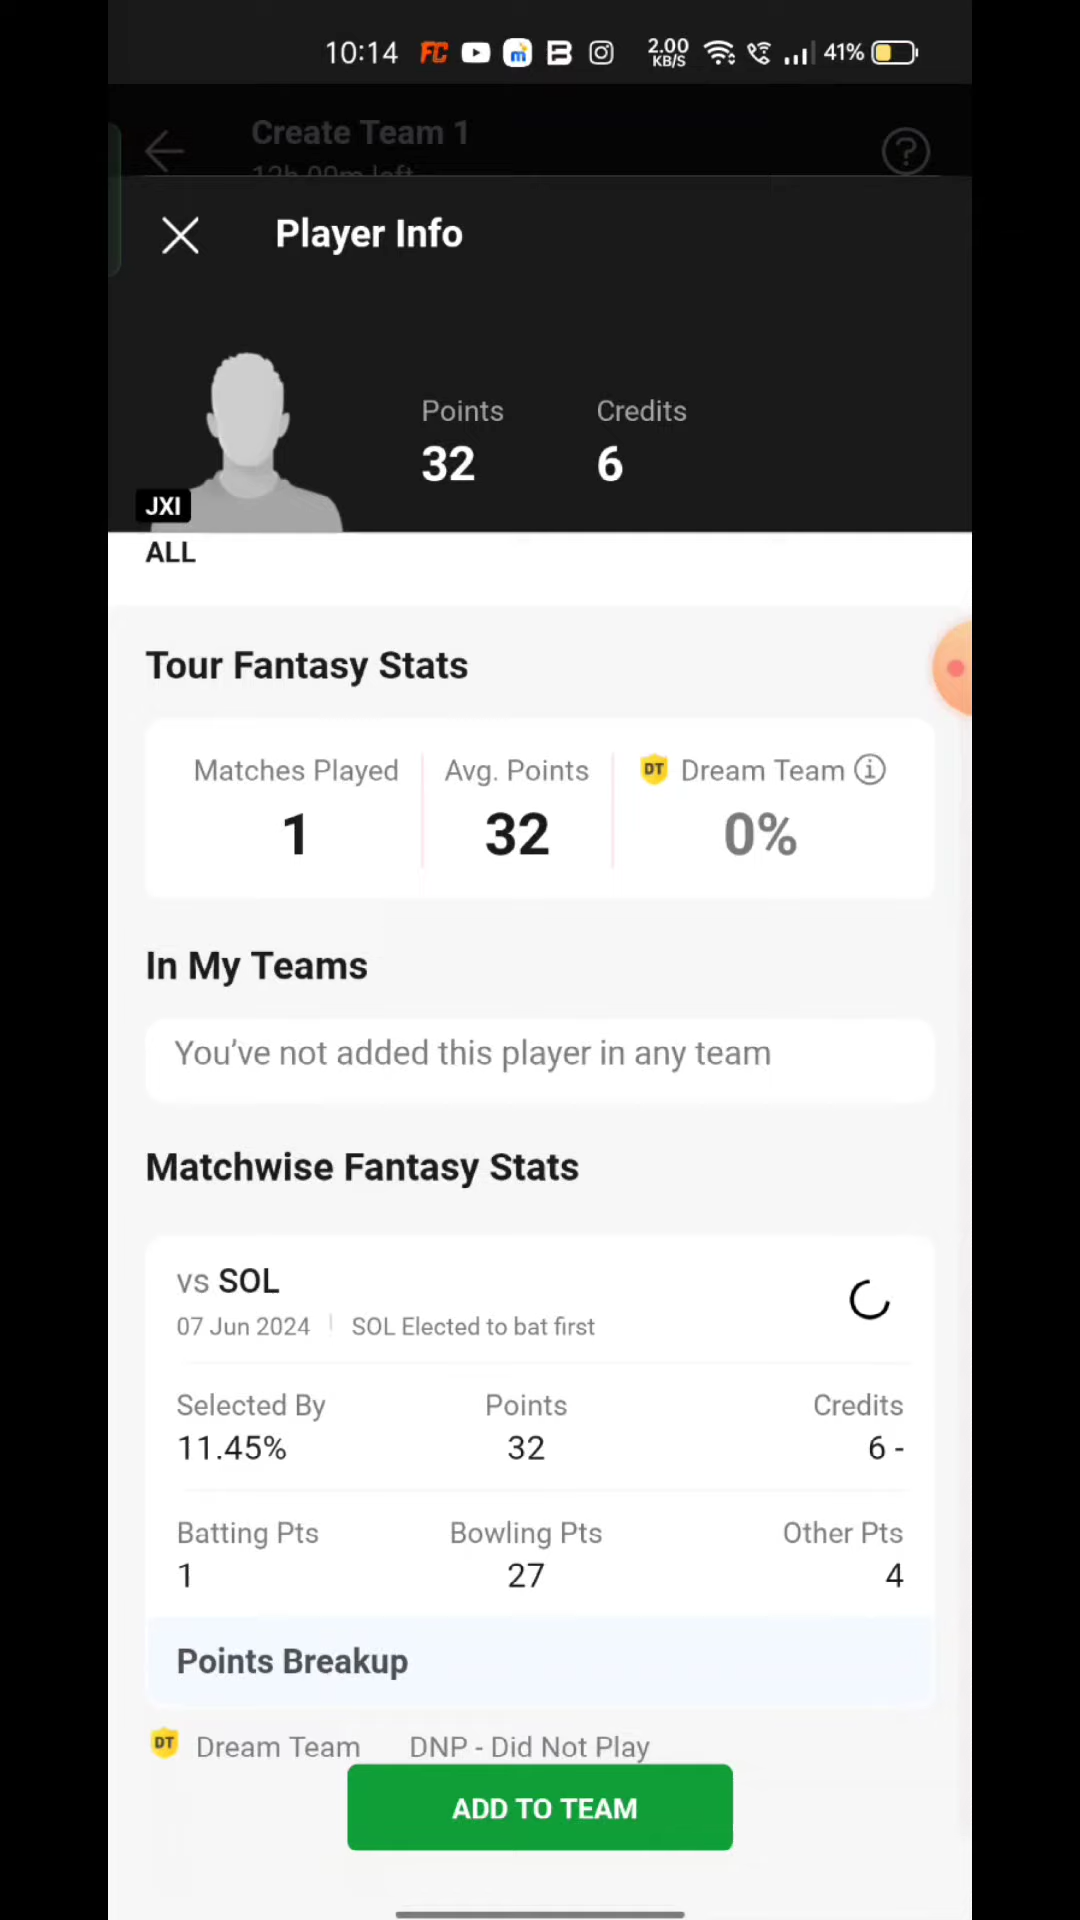 10:14 FC m B 2.00 KB/S 41%
Create Team 1
12h 00m left
Player Info
Points Credits
32 6
JXI
ALL
Tour Fantasy Stats
Matches Played Avg. Points DT Dream Team
1 32 0%
In My Teams
You've not added this player in any team
Matchwise Fantasy Stats
vs SOL
07 Jun 2024 SOL Elected to bat first
Selected By Points Credits
11.45% 32 6 -
Batting Pts Bowling Pts Other Pts
1 27 4
Points Breakup
DT Dream Team DNP - Did Not Play
ADD TO TEAM